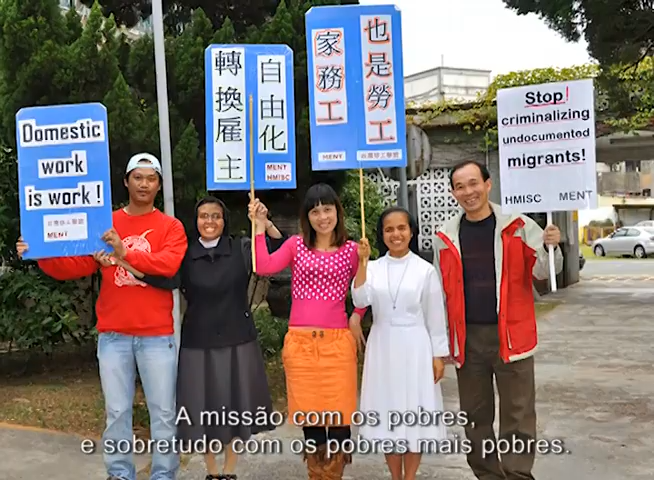 Domestic
work
is work!
MENT
轉換雇主
自由化
MENT
HMISC
家務工
也是勞工
MENT
Stop!
criminalizing
undocumented
migrants!
HMISC MENT
A missão com os pobres,
e sobretudo com os pobres mais pobres.